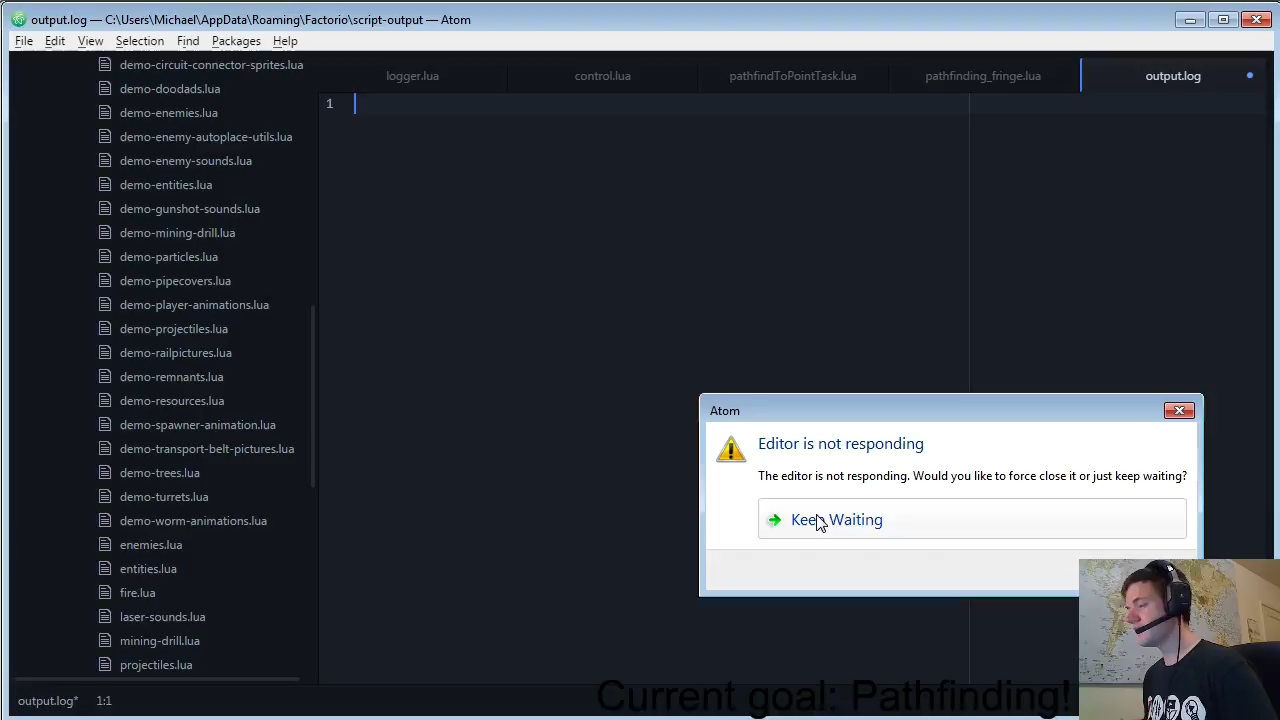 output.log — C:\Users\Michael\AppData\Roaming\Factorio\script-output — Atom
File Edit View Selection Find Packages Help
demo-circuit-connector-sprites.lua
demo-doodads.lua
demo-enemies.lua
demo-enemy-autoplace-utils.lua
demo-enemy-sounds.lua
demo-entities.lua
demo-gunshot-sounds.lua
demo-mining-drill.lua
demo-particles.lua
demo-pipecovers.lua
demo-player-animations.lua
demo-projectiles.lua
demo-railpictures.lua
demo-remnants.lua
demo-resources.lua
demo-spawner-animation.lua
demo-transport-belt-pictures.lua
demo-trees.lua
demo-turrets.lua
demo-worm-animations.lua
enemies.lua
entities.lua
fire.lua
laser-sounds.lua
mining-drill.lua
projectiles.lua
logger.lua control.lua pathfindToPointTask.lua pathfinding_fringe.lua output.log
1
Atom
Editor is not responding
The editor is not responding. Would you like to force close it or just keep waiting?
Keep Waiting
output.log* 1:1
Current goal: Pathfinding!